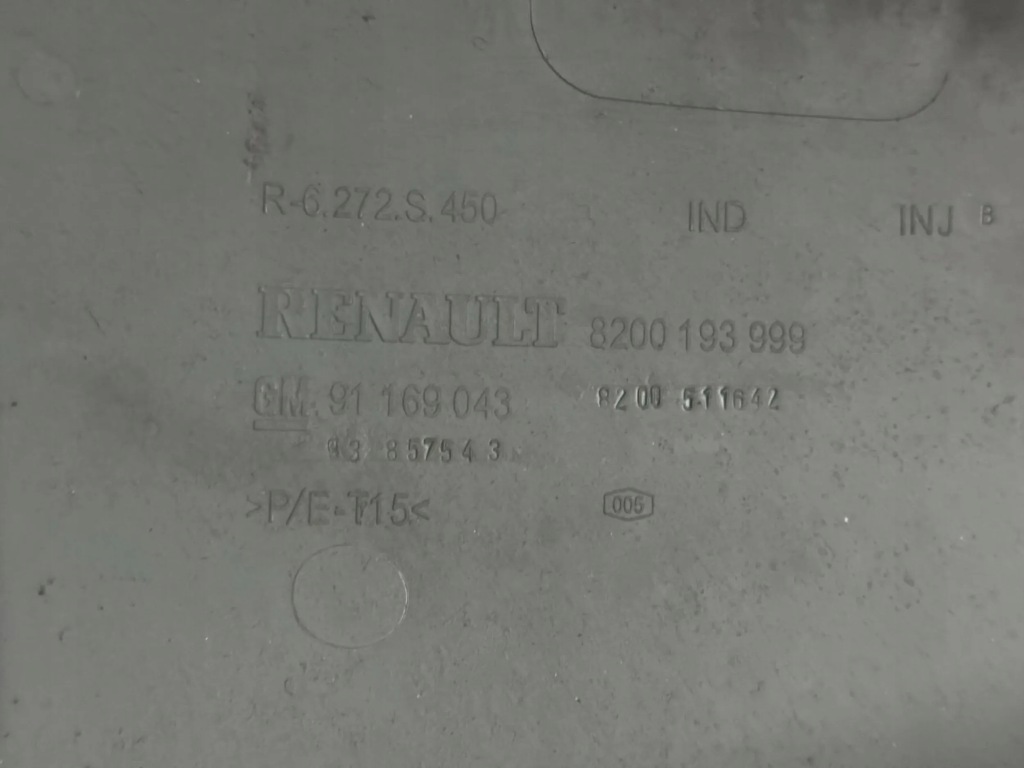 R-6.272.S.450 IND INJ B
RENAULT 8200 193 999
GM 91 169 043 8200 511642
93 857543
>P/E-T15< 005